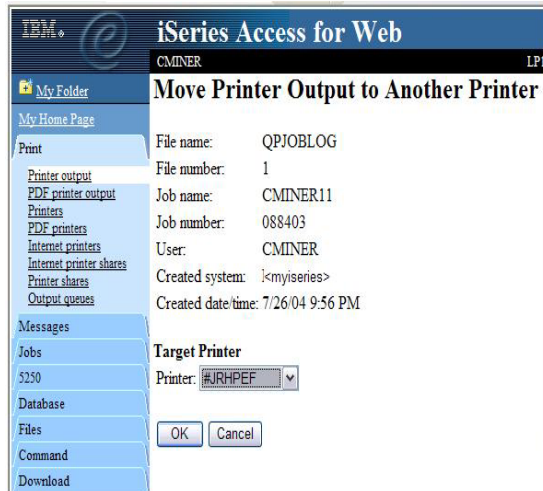 IBM®
iSeries Access for Web
CMINER
My Folder
My Home Page
Print
Printer output
PDF printer output
Printers
PDF printers
Internet printers
Internet printer shares
Printer shares
Output queues
Messages
Jobs
5250
Database
Files
Command
Download
Move Printer Output to Another Printer
File name: QPJOBLOG
File number: 1
Job name: CMINER11
Job number: 088403
User: CMINER
Created system: <myiseries>
Created date/time: 7/26/04 9:56 PM
Target Printer
Printer: #JRHPEF
OK Cancel